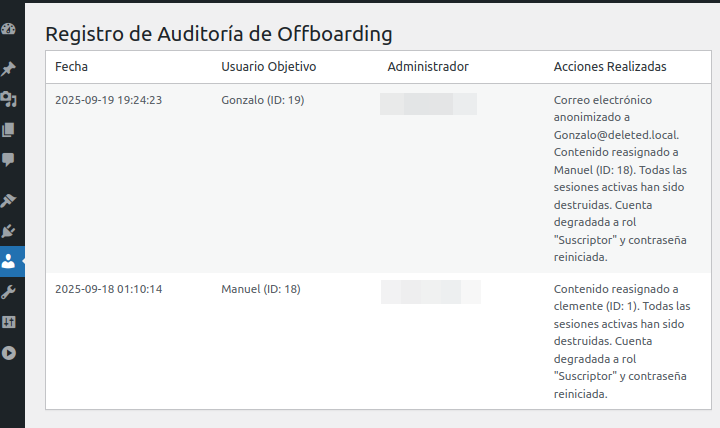 Registro de Auditoría de Offboarding
Fecha Usuario Objetivo Administrador Acciones Realizadas
2025-09-19 19:24:23 Gonzalo (ID: 19) Correo electrónico
anonimizado a
Gonzalo@deleted.local.
Contenido reasignado a
Manuel (ID: 18). Todas las
sesiones activas han sido
destruidas. Cuenta
degradada a rol
"Suscriptor" y contraseña
reiniciada.
2025-09-18 01:10:14 Manuel (ID: 18) Contenido reasignado a
clemente (ID: 1). Todas las
sesiones activas han sido
destruidas. Cuenta
degradada a rol
"Suscriptor" y contraseña
reiniciada.